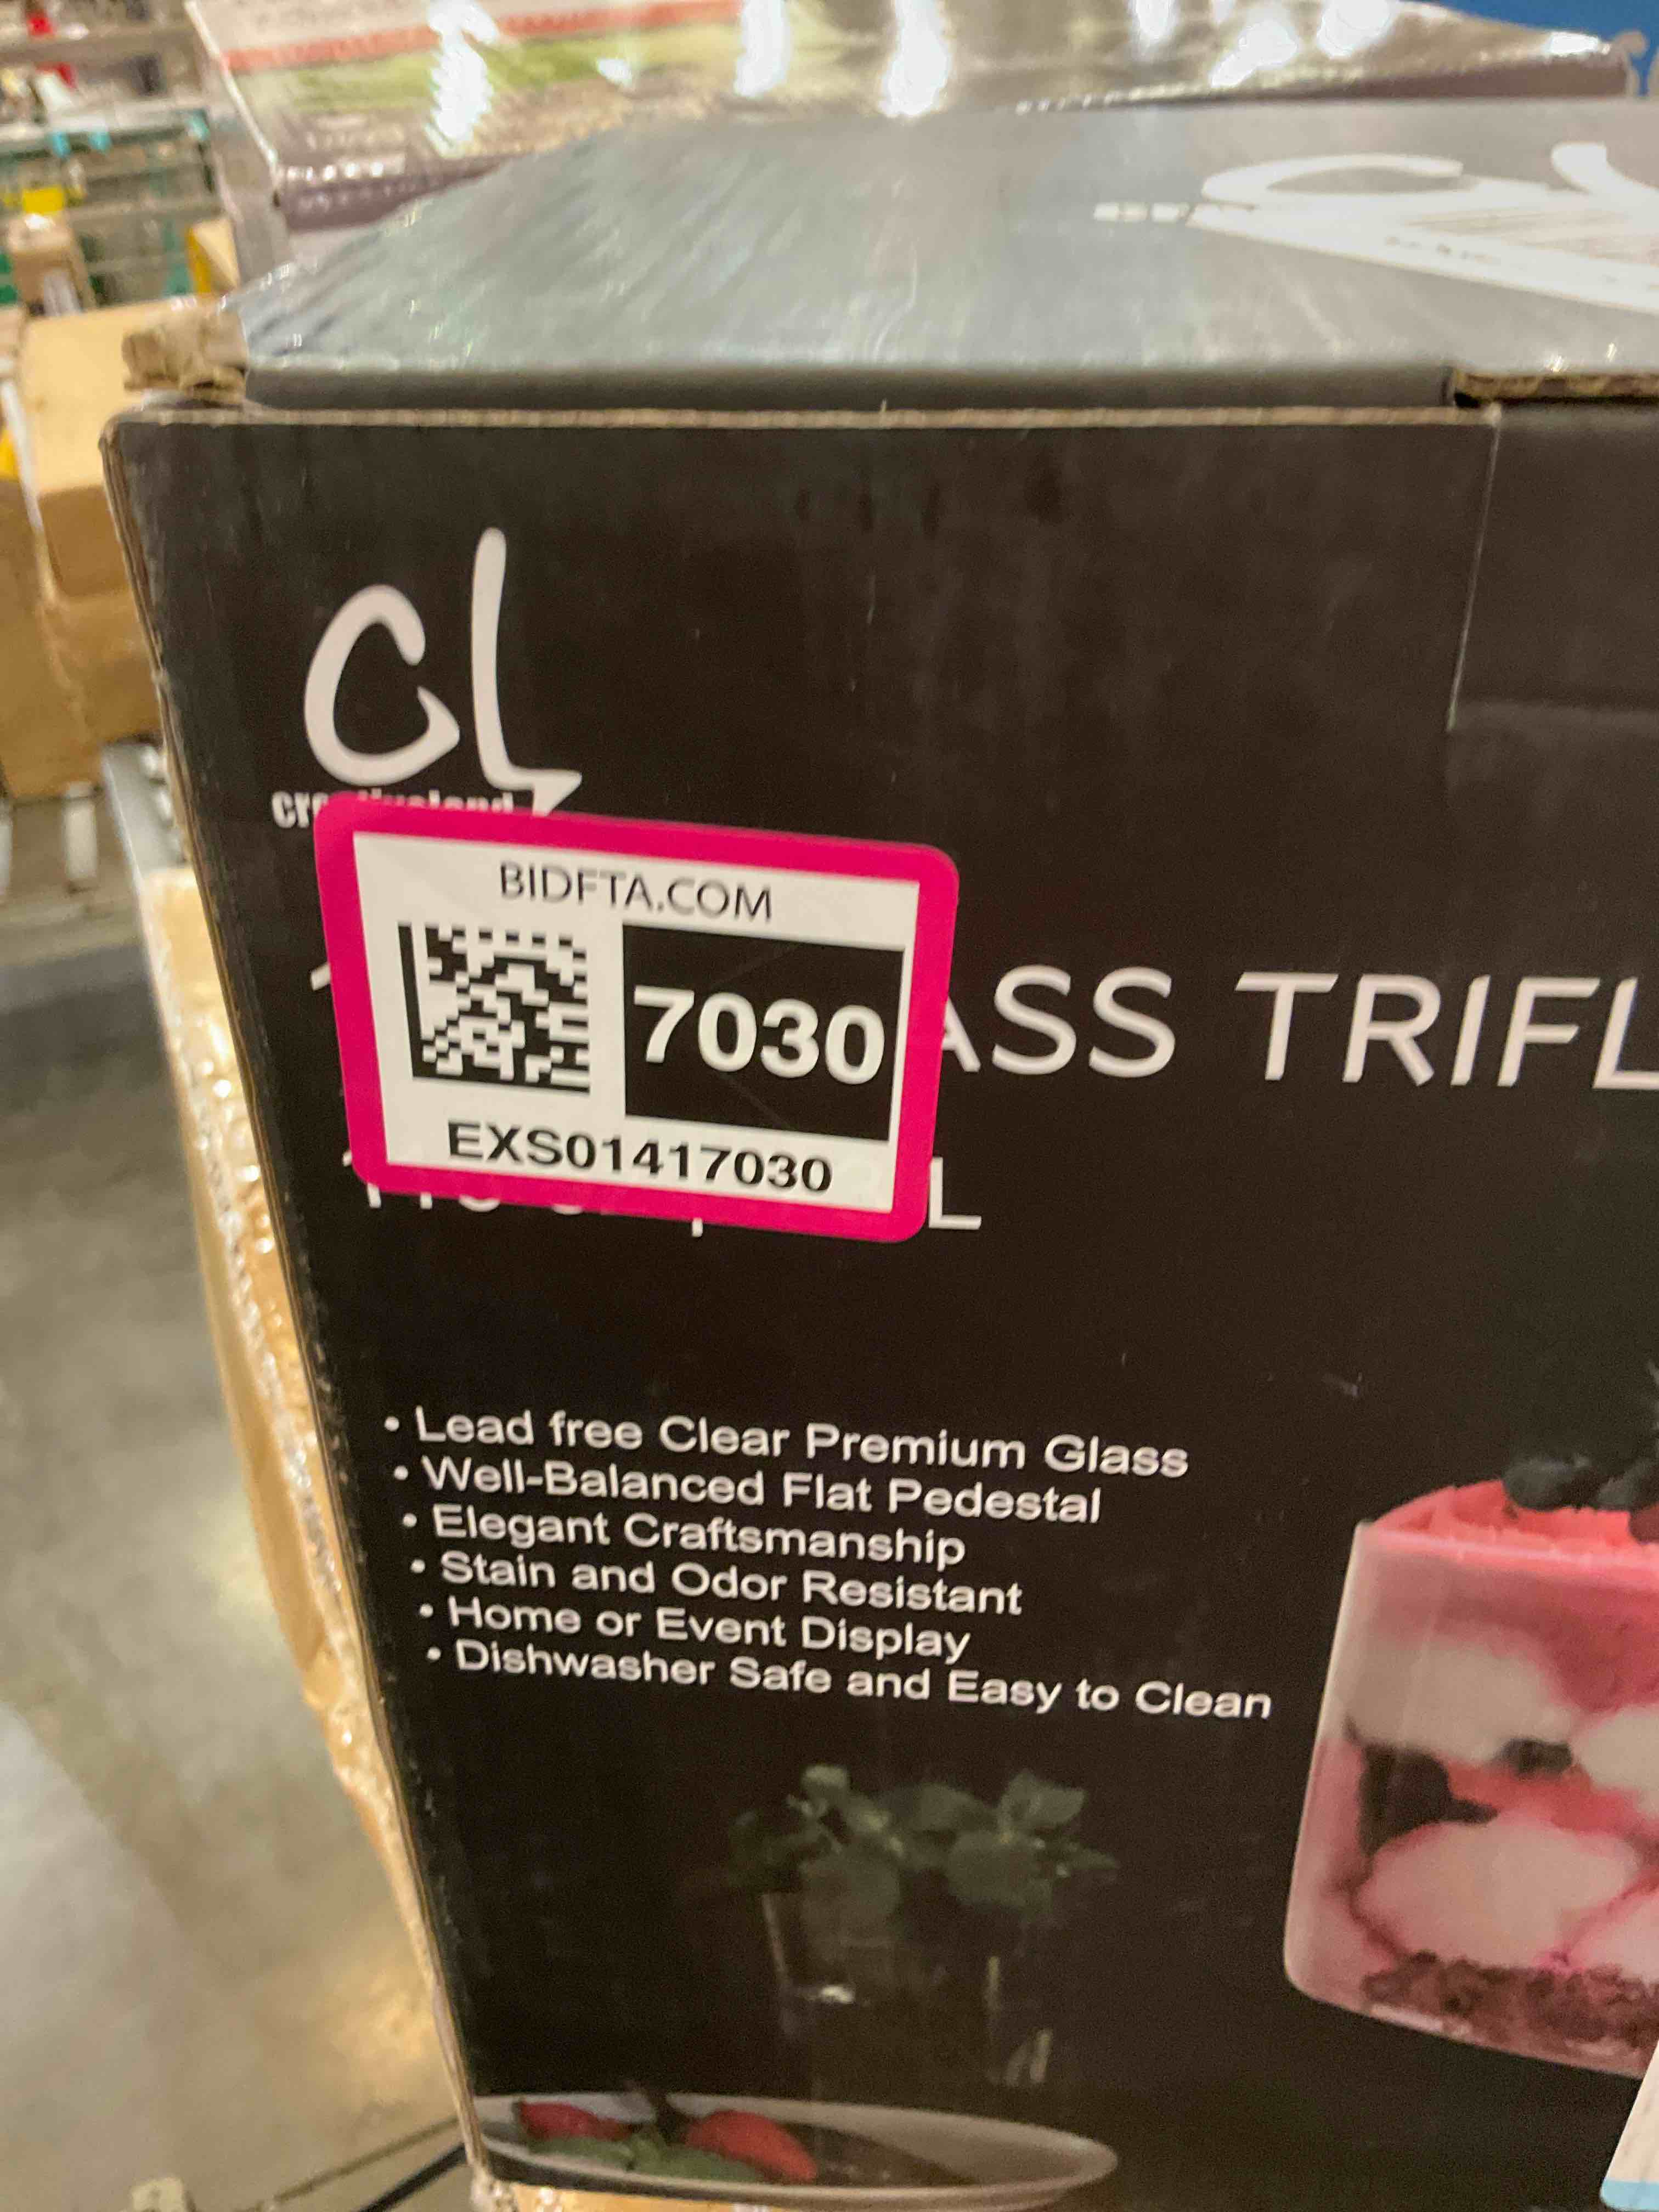 CL
creativeland
BIDFTA.COM
7030
EXS01417030
ASS TRIFL
L
• Lead free Clear Premium Glass
• Well-Balanced Flat Pedestal
• Elegant Craftsmanship
• Stain and Odor Resistant
• Home or Event Display
• Dishwasher Safe and Easy to Clean